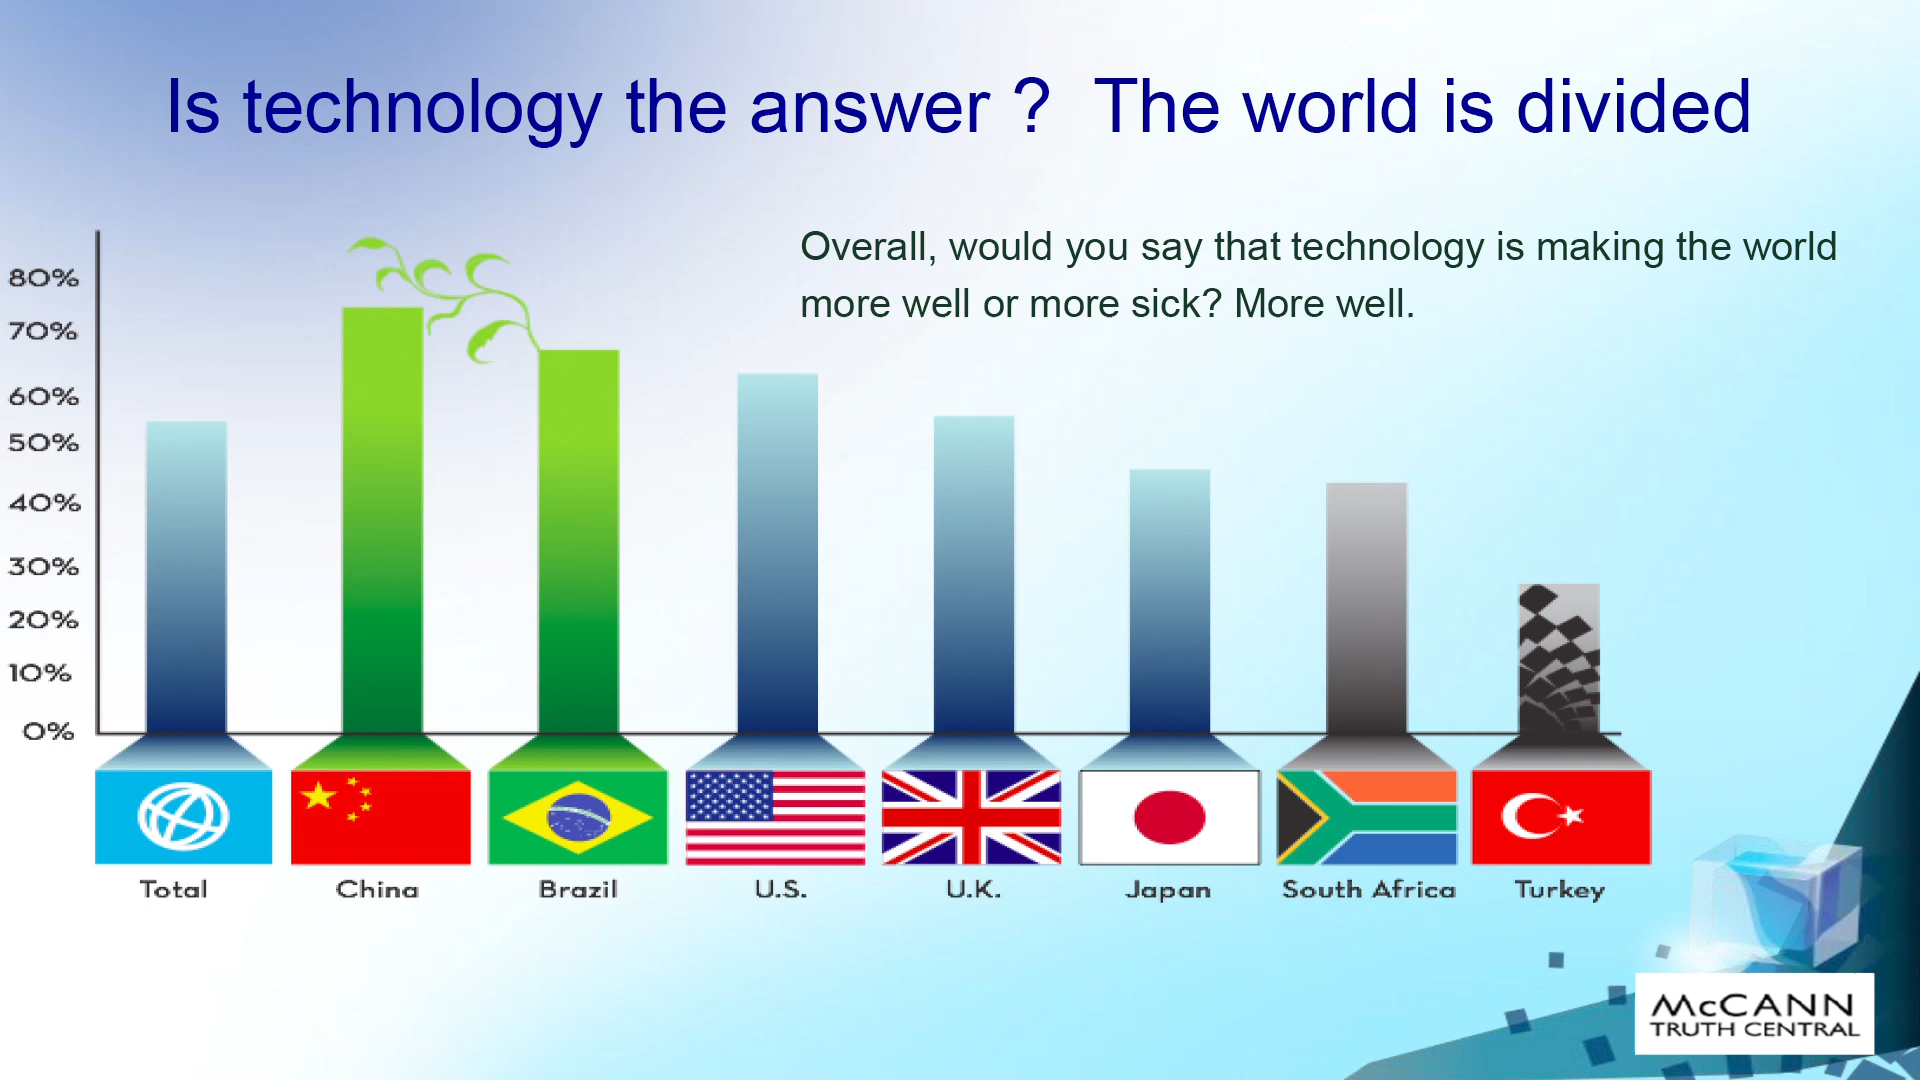 Is technology the answer ?  The world is divided
Overall, would you say that technology is making the world
more well or more sick? More well.
80%
70%
60%
50%
40%
30%
20%
10%
0%
Total
China
Brazil
U.S.
U.K.
Japan
South Africa
Turkey
McCANN
TRUTH CENTRAL